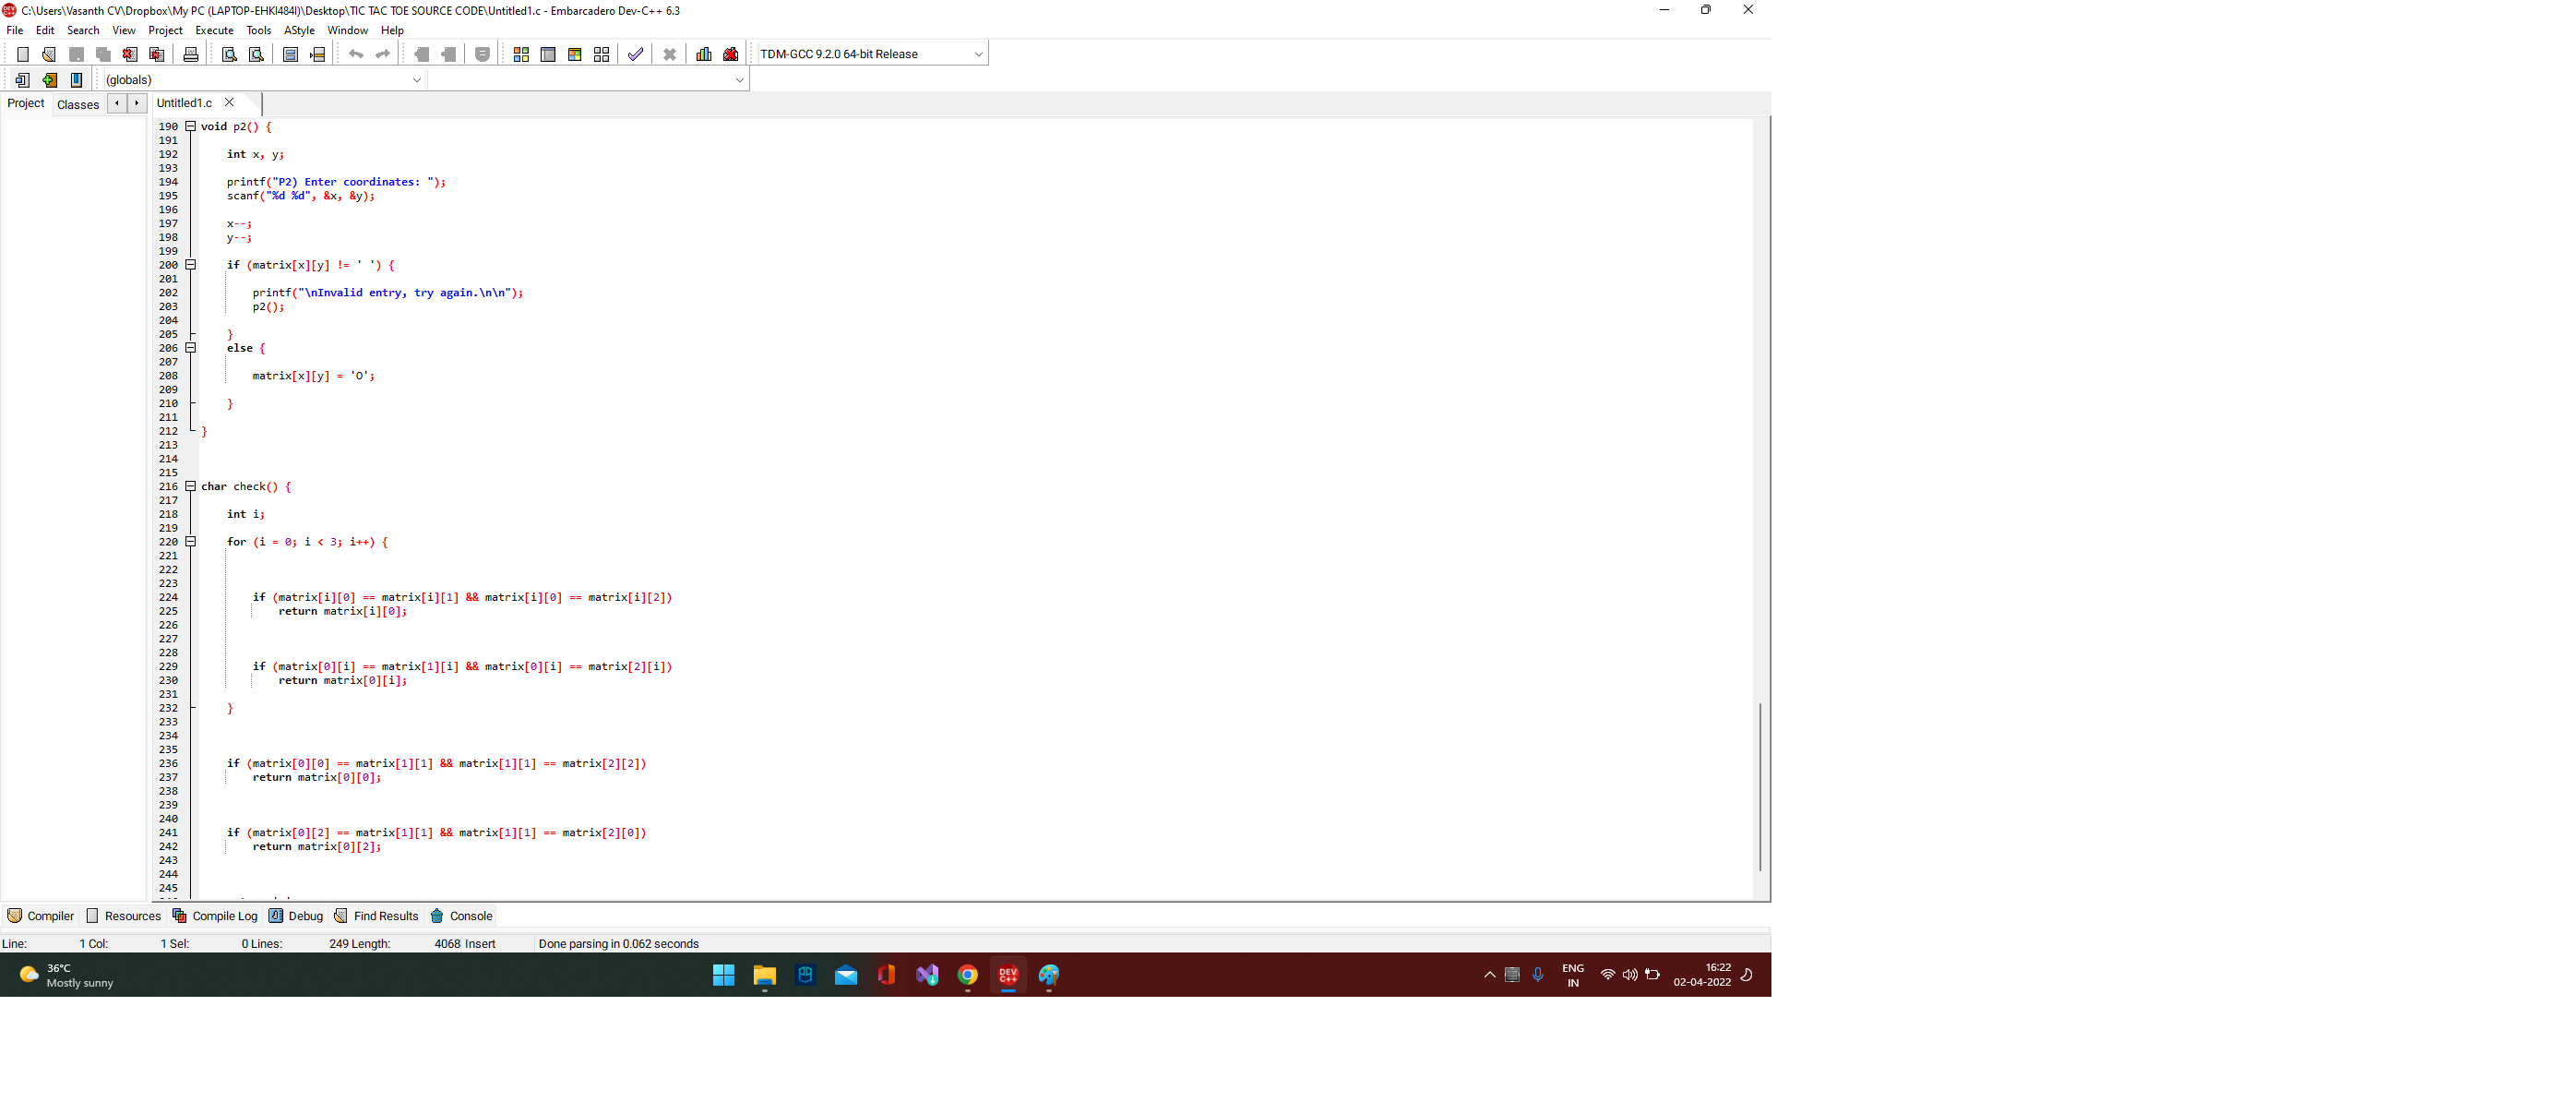 C:\Users\Vasanth CV\Dropbox\My PC (LAPTOP-EHKI484I)\Desktop\TIC TAC TOE SOURCE CODE\Untitled1.c - Embarcadero Dev-C++ 6.3
File Edit Search View Project Execute Tools AStyle Window Help
TDM-GCC 9.2.0 64-bit Release
(globals)
Project Classes Untitled1.c
190 void p2() {
191
192 int x, y;
193
194 printf("P2) Enter coordinates: ");
195 scanf("%d %d", &x, &y);
196
197 x--;
198 y--;
199
200 if (matrix[x][y] != ' ') {
201
202 printf("\nInvalid entry, try again.\n\n");
203 p2();
204
205 }
206 else {
207
208 matrix[x][y] = 'O';
209
210 }
211
212 }
213
214
215
216 char check() {
217
218 int i;
219
220 for (i = 0; i < 3; i++) {
221
222
223
224 if (matrix[i][0] == matrix[i][1] && matrix[i][0] == matrix[i][2])
225 return matrix[i][0];
226
227
228
229 if (matrix[0][i] == matrix[1][i] && matrix[0][i] == matrix[2][i])
230 return matrix[0][i];
231
232 }
233
234
235
236 if (matrix[0][0] == matrix[1][1] && matrix[1][1] == matrix[2][2])
237 return matrix[0][0];
238
239
240
241 if (matrix[0][2] == matrix[1][1] && matrix[1][1] == matrix[2][0])
242 return matrix[0][2];
243
244
245
Compiler Resources Compile Log Debug Find Results Console
Line: 1 Col: 1 Sel: 0 Lines: 249 Length: 4068 Insert Done parsing in 0.062 seconds
36°C
Mostly sunny
DEV
C++
ENG
IN
16:22
02-04-2022